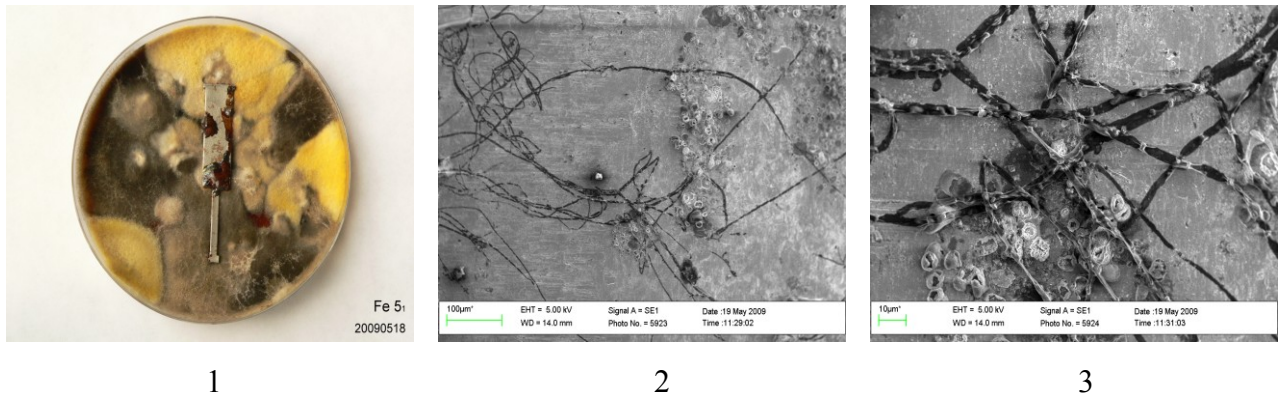 Fe 5₁
20090518
100µm*
EHT = 5.00 kV
WD = 14.0 mm
Signal A = SE1
Photo No. = 5923
Date :19 May 2009
Time :11:29:02
10µm*
EHT = 5.00 kV
WD = 14.0 mm
Signal A = SE1
Photo No. = 5924
Date :19 May 2009
Time :11:31:03
1
2
3